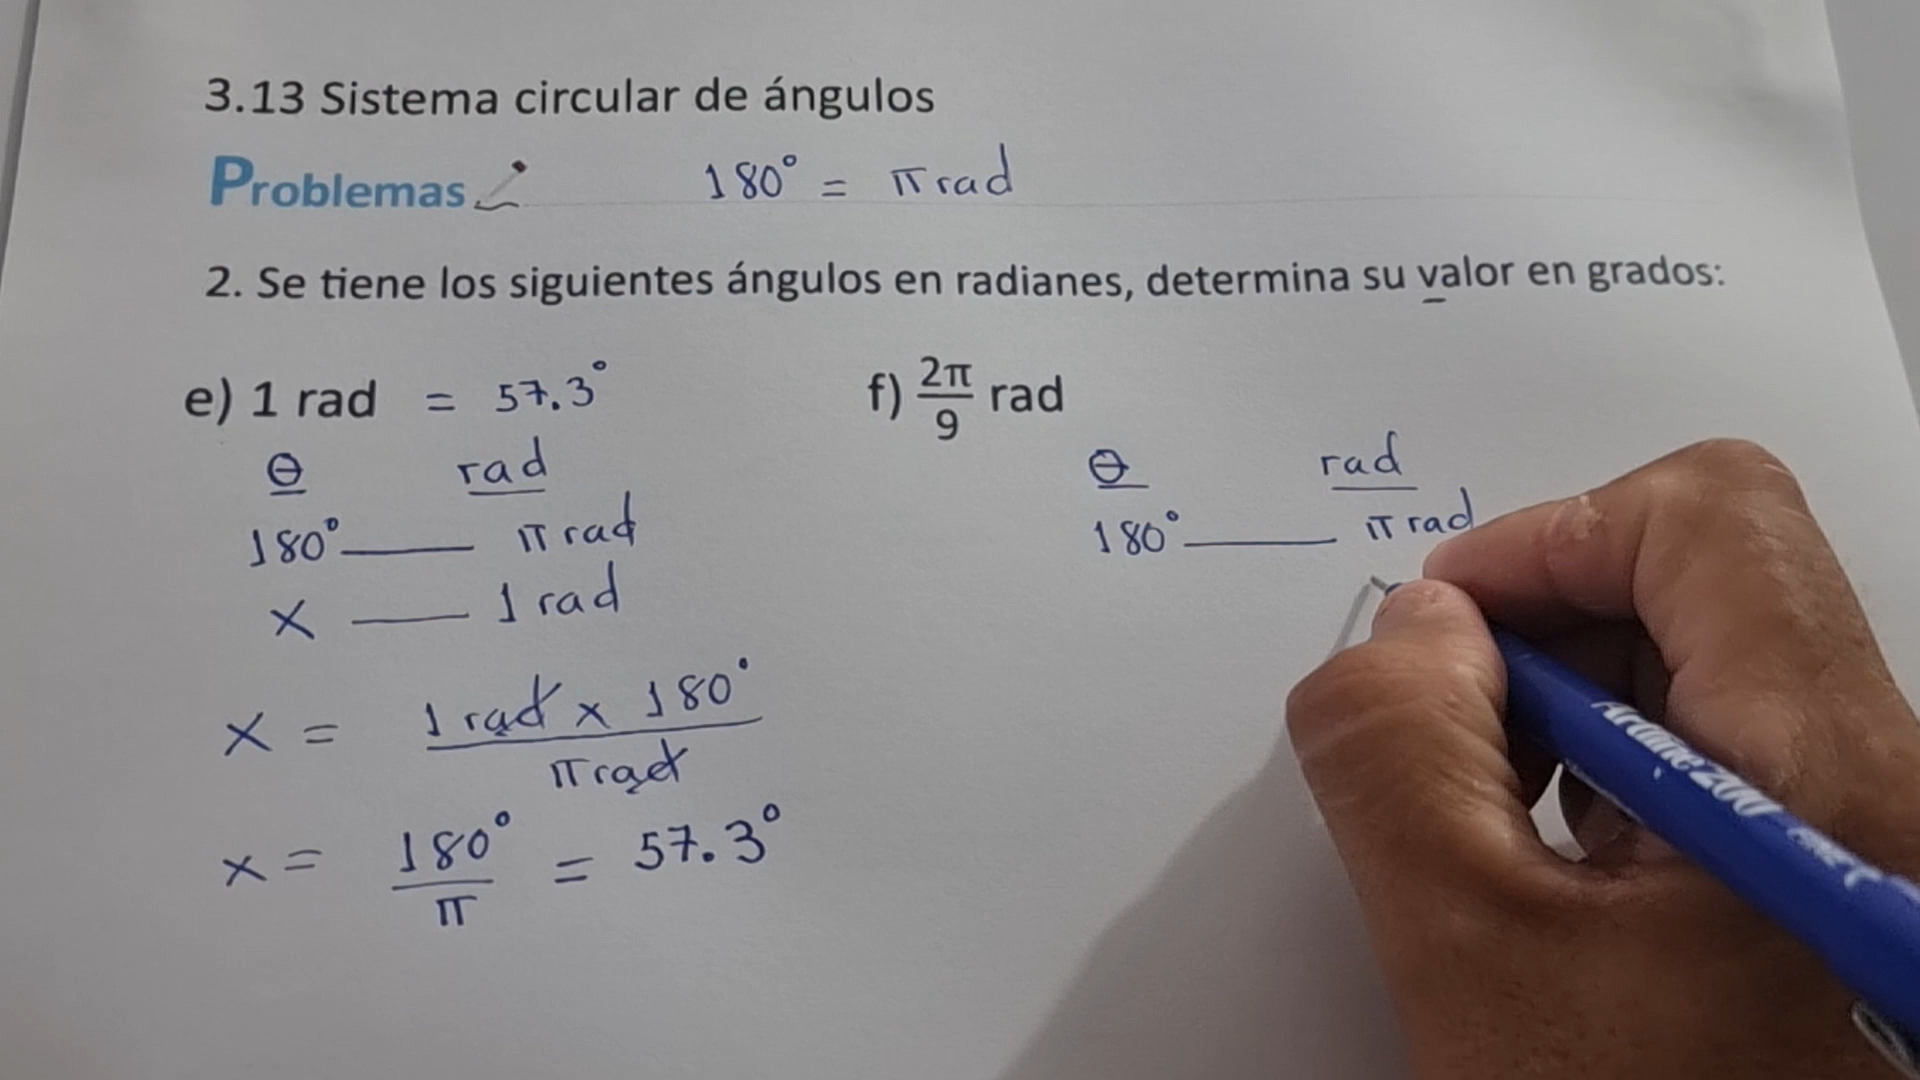 3.13 Sistema circular de ángulos
Problemas 180° = π rad
2. Se tiene los siguientes ángulos en radianes, determina su valor en grados:
e) 1 rad = 57.3°
θ rad
180° π rad
x 1 rad
x = 1 rad x 180° / π rad
x = 180° / π = 57.3°
f) 2π/9 rad
θ rad
180° π rad
Artline 200